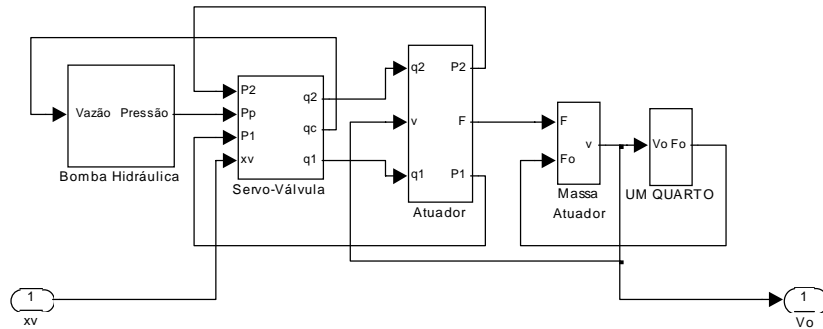 Vazão Pressão
Bomba Hidráulica
P2
Pp
P1
xv
q2
qc
q1
Servo-Válvula
q2
v
q1
P2
F
P1
Atuador
F
Fo
v
Massa
Atuador
Vo Fo
UM QUARTO
1
xv
1
Vo